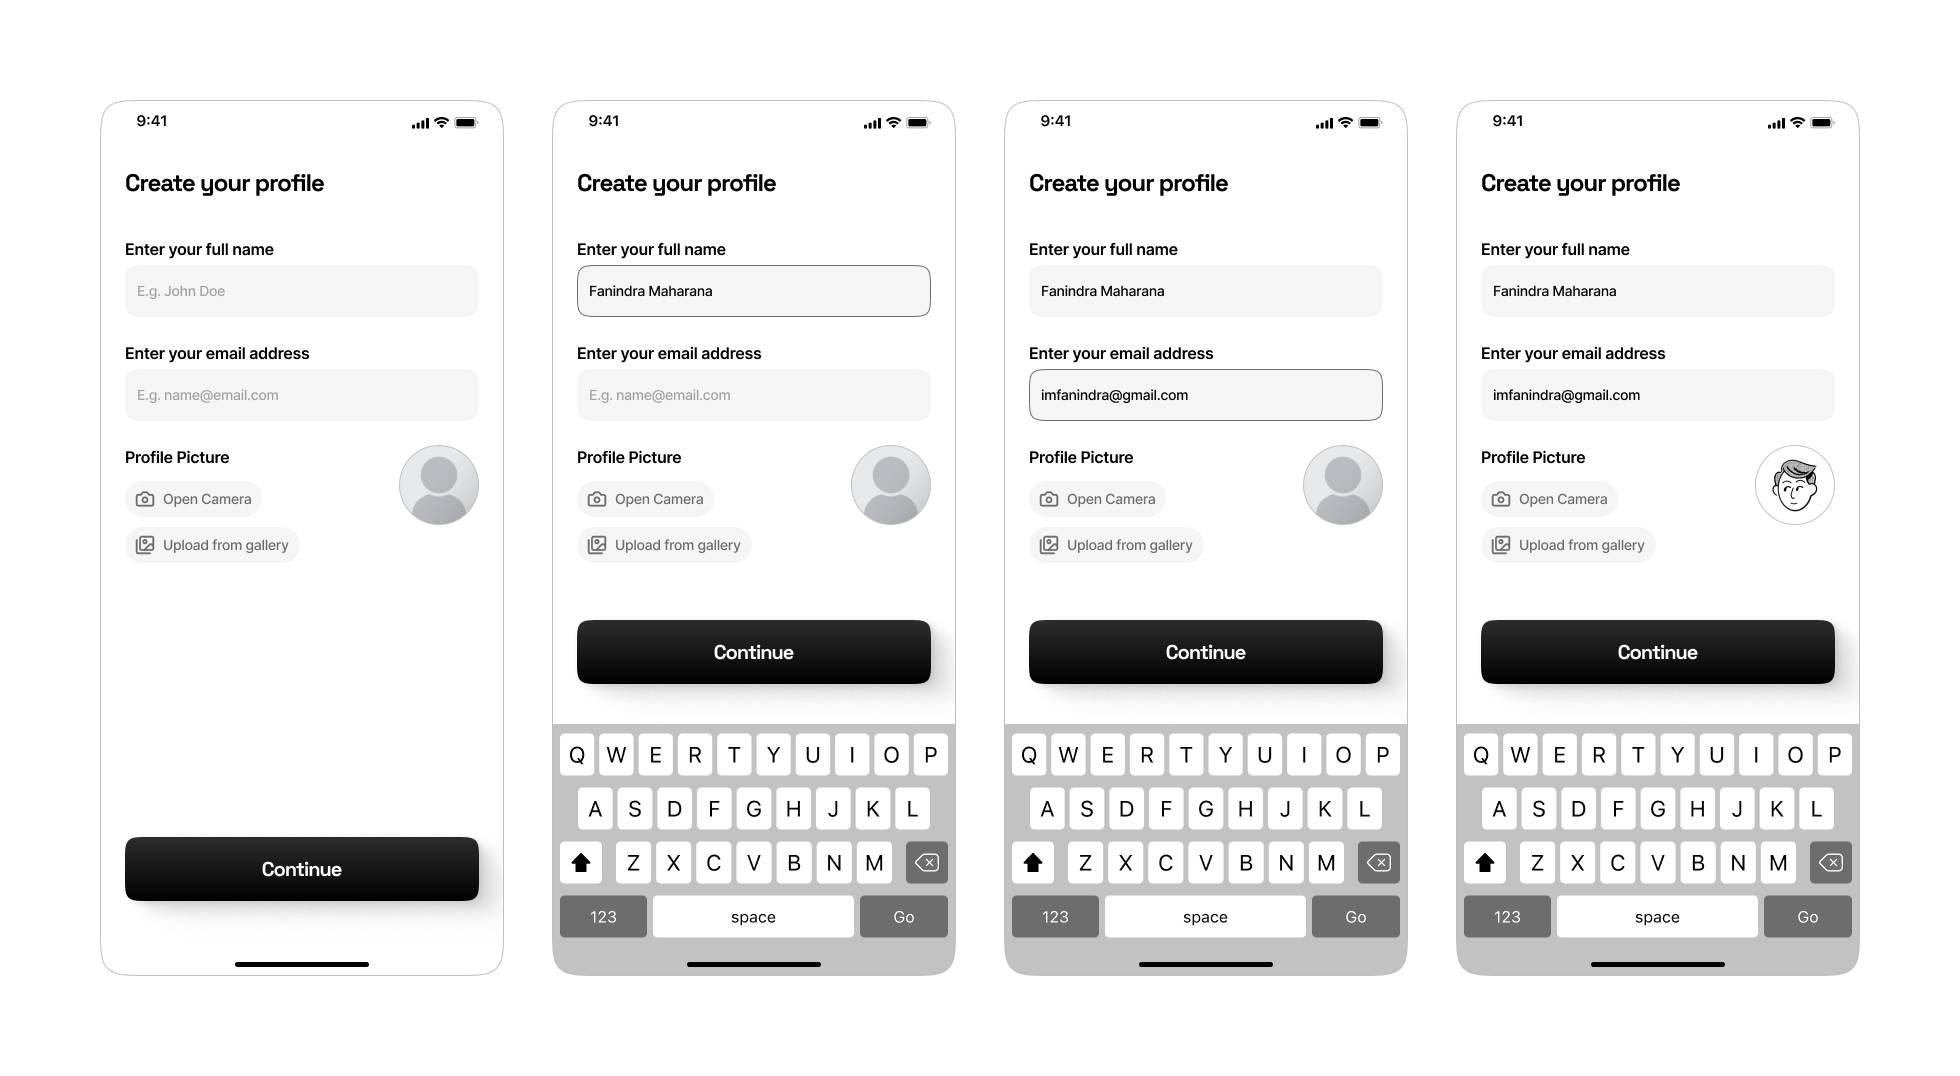 9:41
Create your profile
Enter your full name
E.g. John Doe
Enter your email address
E.g. name@email.com
Profile Picture
Open Camera
Upload from gallery
Continue
9:41
Create your profile
Enter your full name
Fanindra Maharana
Enter your email address
E.g. name@email.com
Profile Picture
Open Camera
Upload from gallery
Continue
Q W E R T Y U I O P
A S D F G H J K L
Z X C V B N M
123 space Go
9:41
Create your profile
Enter your full name
Fanindra Maharana
Enter your email address
imfanindra@gmail.com
Profile Picture
Open Camera
Upload from gallery
Continue
Q W E R T Y U I O P
A S D F G H J K L
Z X C V B N M
123 space Go
9:41
Create your profile
Enter your full name
Fanindra Maharana
Enter your email address
imfanindra@gmail.com
Profile Picture
Open Camera
Upload from gallery
Continue
Q W E R T Y U I O P
A S D F G H J K L
Z X C V B N M
123 space Go